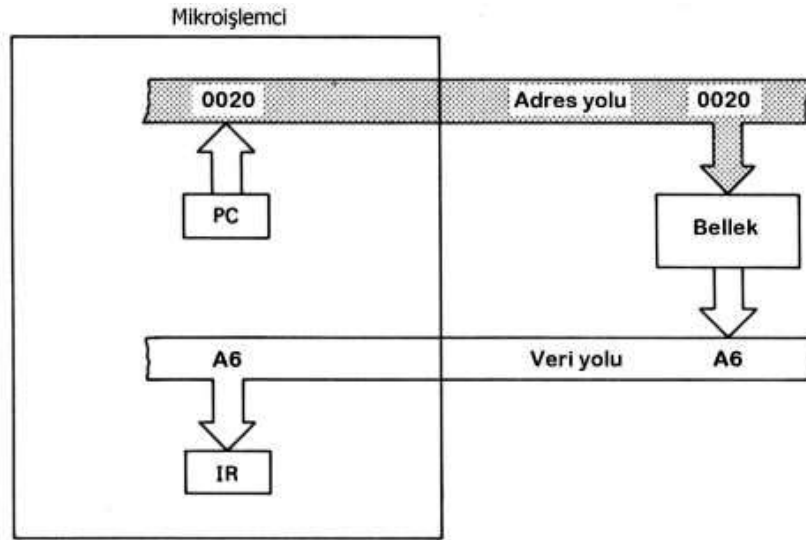 Mikroişlemci
0020 Adres yolu 0020
PC
Bellek
A6 Veri yolu A6
IR